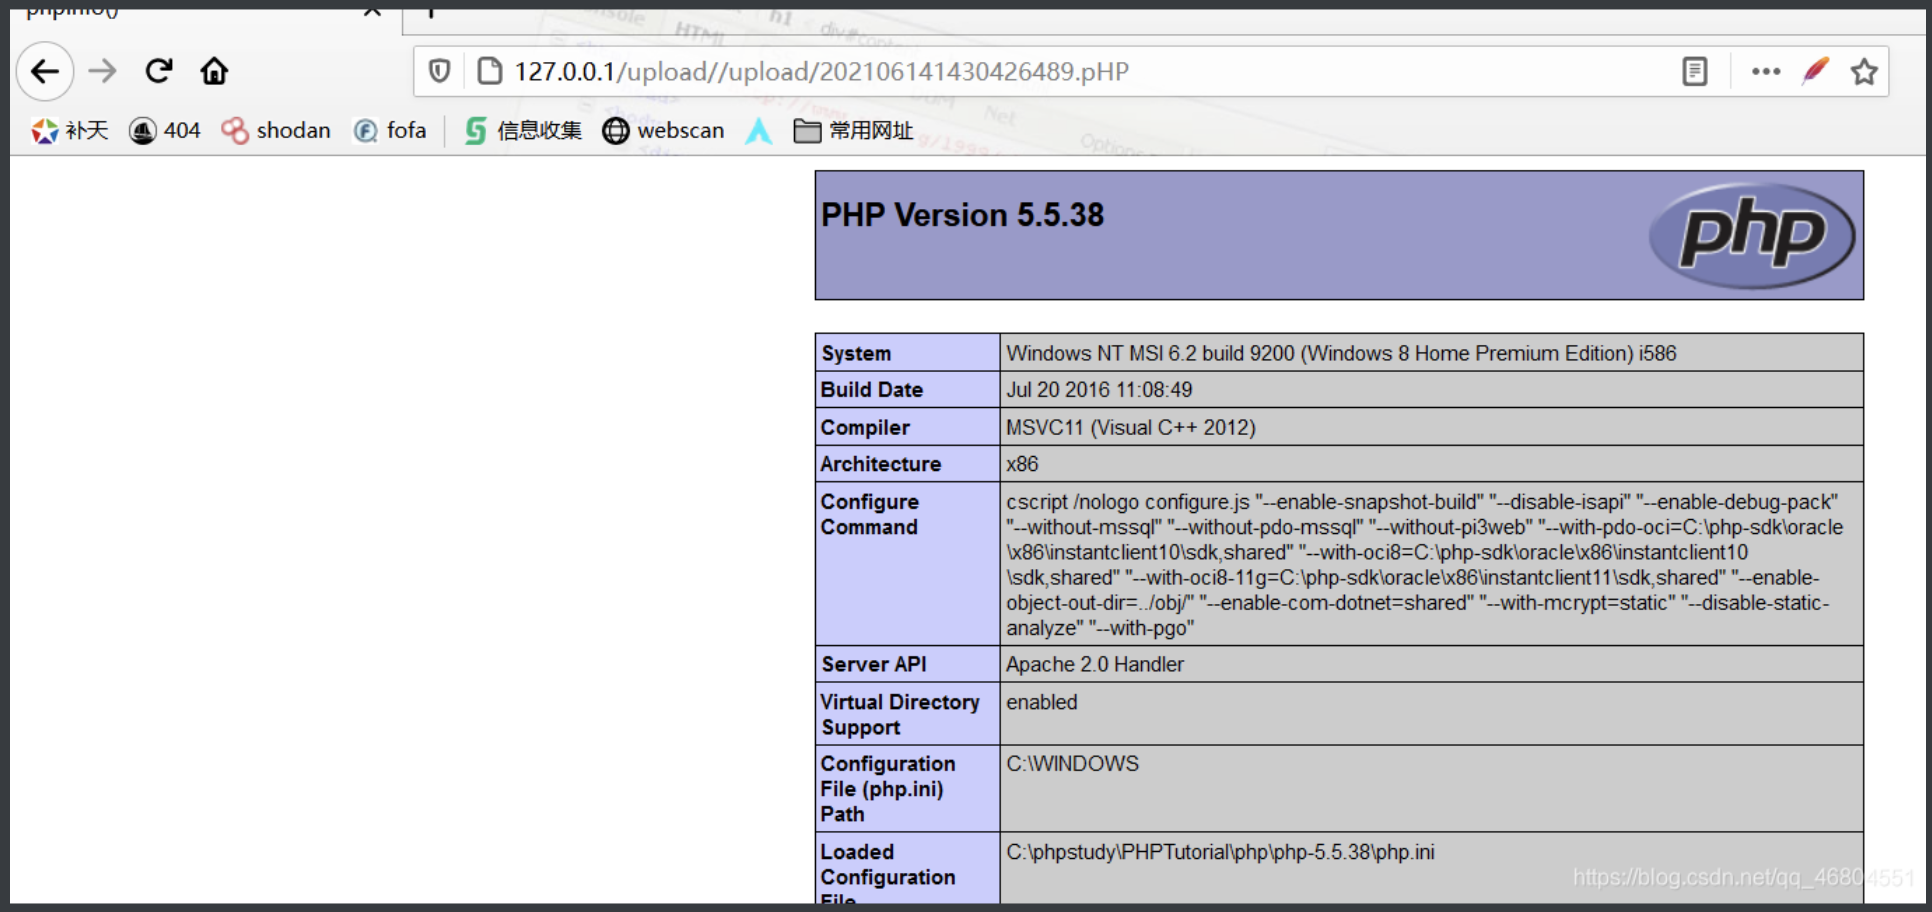 phpinfo()
127.0.0.1/upload//upload/202106141430426489.pHP
补天 404 shodan fofa 信息收集 webscan 常用网址
PHP Version 5.5.38
php
System Windows NT MSI 6.2 build 9200 (Windows 8 Home Premium Edition) i586
Build Date Jul 20 2016 11:08:49
Compiler MSVC11 (Visual C++ 2012)
Architecture x86
Configure Command cscript /nologo configure.js "--enable-snapshot-build" "--disable-isapi" "--enable-debug-pack"
"--without-mssql" "--without-pdo-mssql" "--without-pi3web" "--with-pdo-oci=C:\php-sdk\oracle
\x86\instantclient10\sdk,shared" "--with-oci8=C:\php-sdk\oracle\x86\instantclient10
\sdk,shared" "--with-oci8-11g=C:\php-sdk\oracle\x86\instantclient11\sdk,shared" "--enable-
object-out-dir=../obj/" "--enable-com-dotnet=shared" "--with-mcrypt=static" "--disable-static-
analyze" "--with-pgo"
Server API Apache 2.0 Handler
Virtual Directory Support enabled
Configuration File (php.ini) Path C:\WINDOWS
Loaded Configuration File C:\phpstudy\PHPTutorial\php\php-5.5.38\php.ini
https://blog.csdn.net/qq_46804551